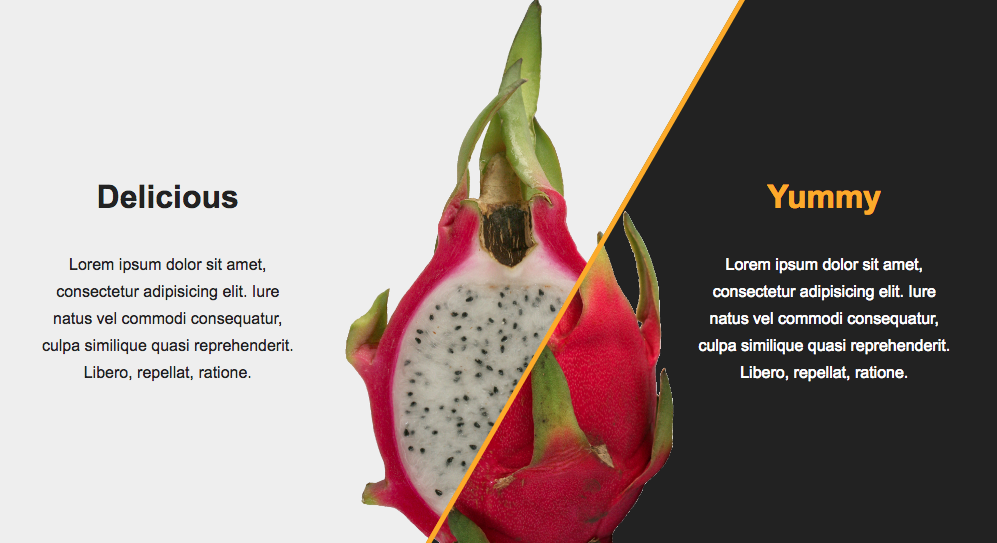 Delicious
Lorem ipsum dolor sit amet,
consectetur adipisicing elit. Iure
natus vel commodi consequatur,
culpa similique quasi reprehenderit.
Libero, repellat, ratione.
Yummy
Lorem ipsum dolor sit amet,
consectetur adipisicing elit. Iure
natus vel commodi consequatur,
culpa similique quasi reprehenderit.
Libero, repellat, ratione.